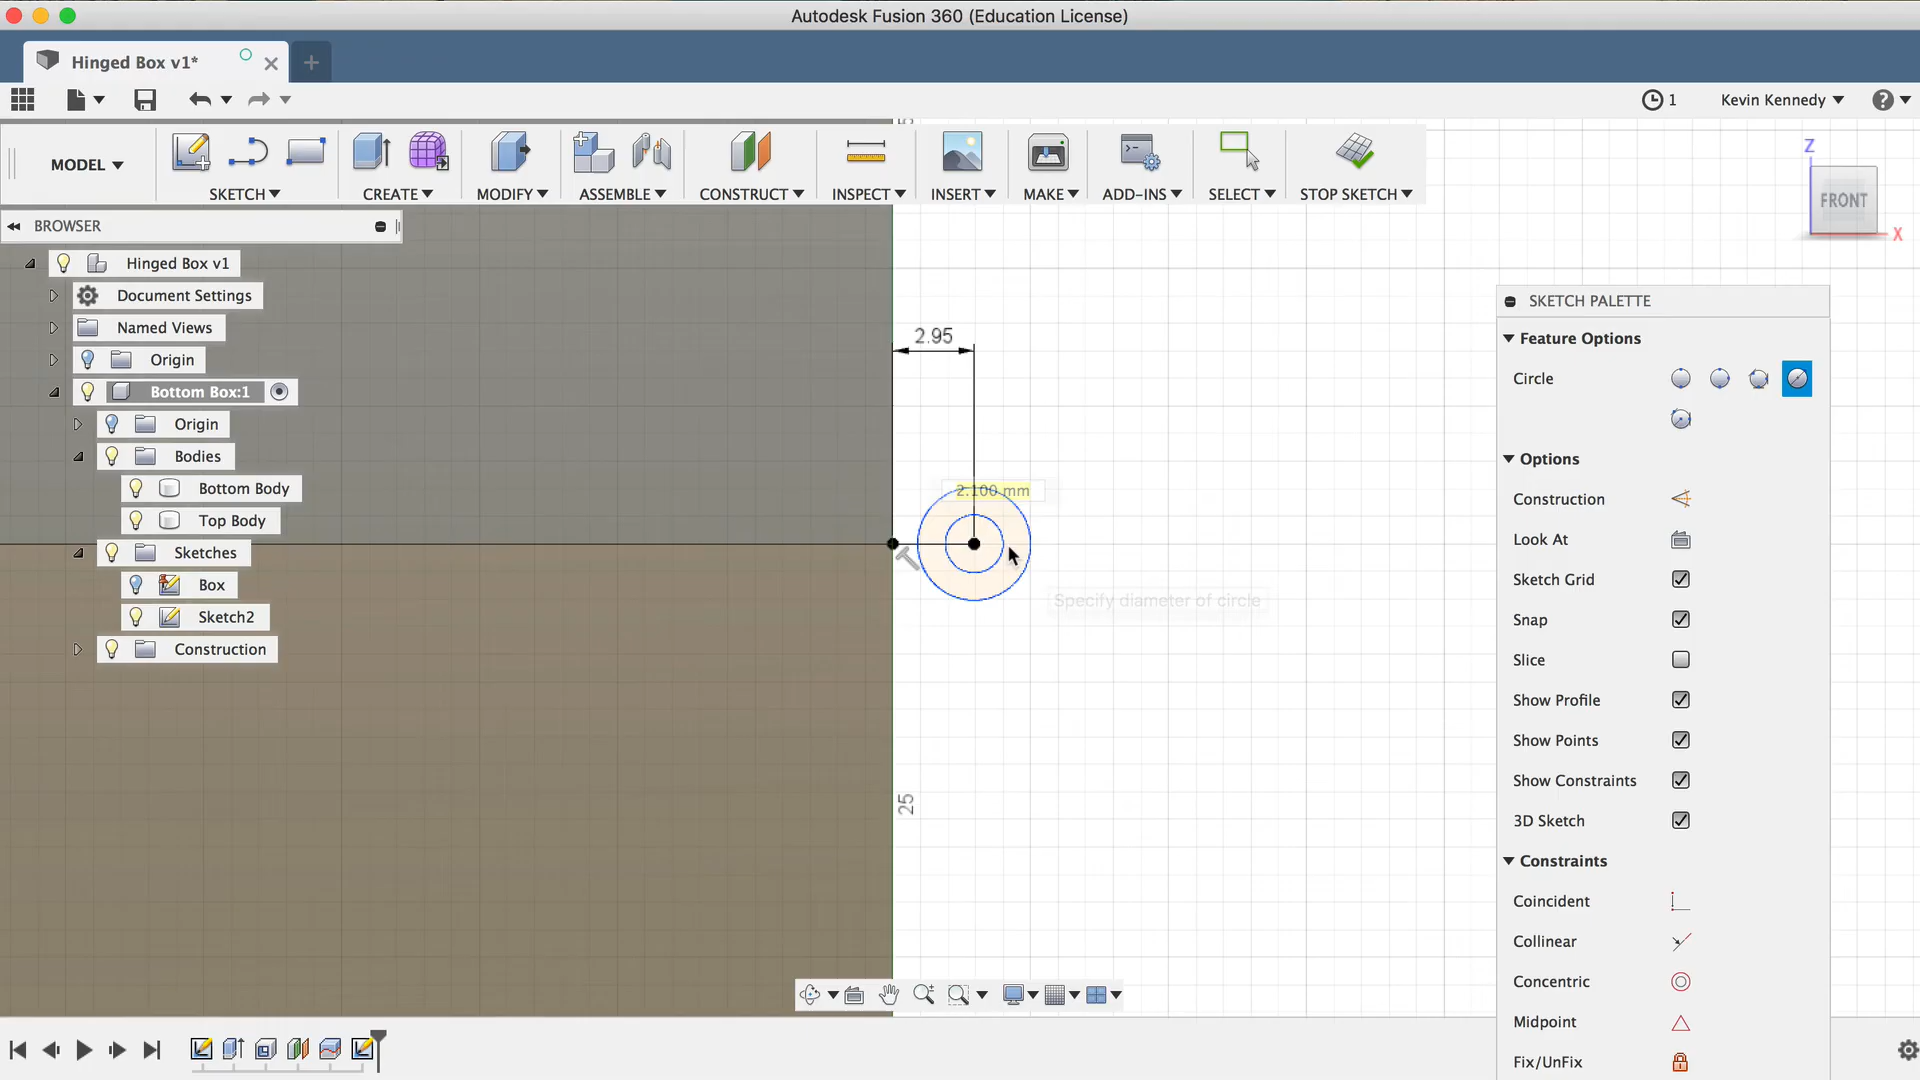 Autodesk Fusion 360 (Education License)
Hinged Box v1*
1
Kevin Kennedy
MODEL
SKETCH
CREATE
MODIFY
ASSEMBLE
CONSTRUCT
INSPECT
INSERT
MAKE
ADD-INS
SELECT
STOP SKETCH
Z
FRONT
X
BROWSER
Hinged Box v1
Document Settings
Named Views
Origin
Bottom Box:1
Origin
Bodies
Bottom Body
Top Body
Sketches
Box
Sketch2
Construction
2.95
2.100 mm
Specify diameter of circle
25
SKETCH PALETTE
Feature Options
Circle
Options
Construction
Look At
Sketch Grid
Snap
Slice
Show Profile
Show Points
Show Constraints
3D Sketch
Constraints
Coincident
Collinear
Concentric
Midpoint
Fix/UnFix